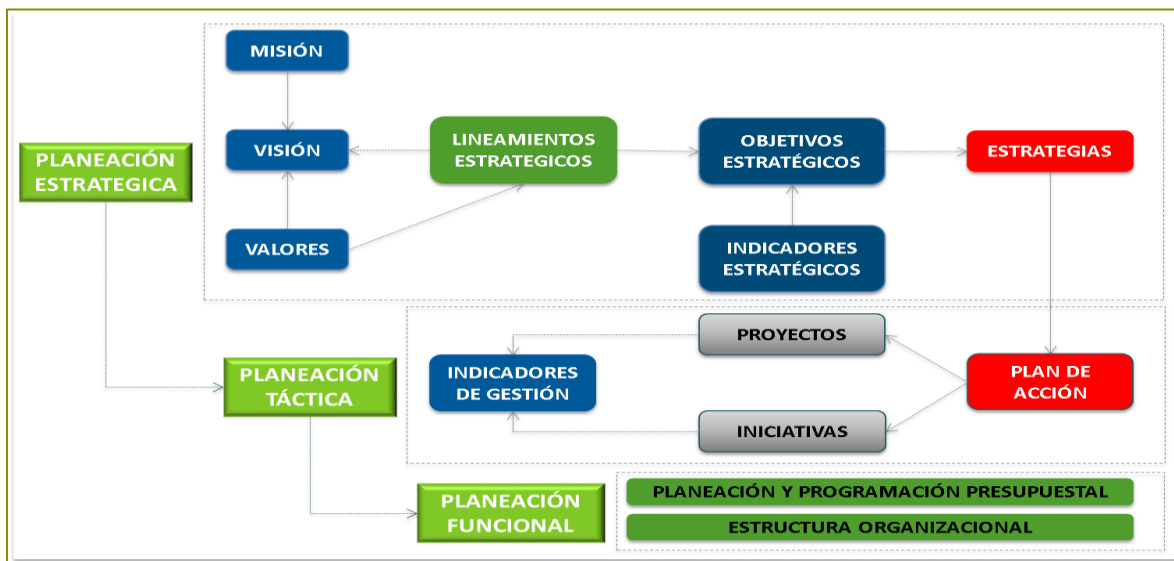 MISIÓN
VISIÓN
VALORES
LINEAMIENTOS
ESTRATEGICOS
OBJETIVOS
ESTRATÉGICOS
INDICADORES
ESTRATÉGICOS
ESTRATEGIAS
PLANEACIÓN
ESTRATEGICA
PLANEACIÓN
TÁCTICA
INDICADORES
DE GESTIÓN
PROYECTOS
INICIATIVAS
PLAN DE
ACCIÓN
PLANEACIÓN
FUNCIONAL
PLANEACIÓN Y PROGRAMACIÓN PRESUPUESTAL
ESTRUCTURA ORGANIZACIONAL